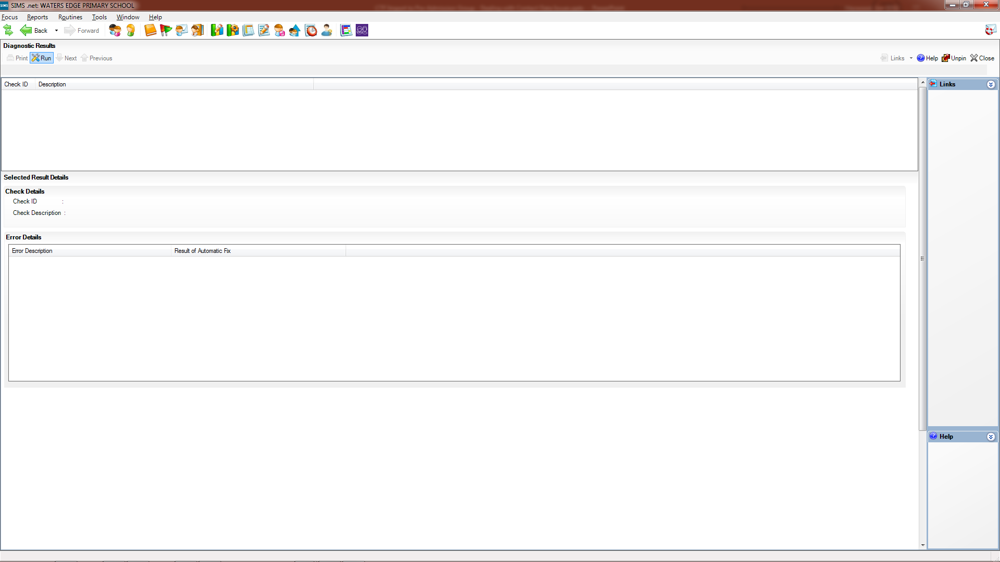 SIMS SIMS .net: WATERS EDGE PRIMARY SCHOOL
Focus Reports Routines Tools Window Help
Back Forward
Diagnostic Results
Print Run Next Previous Links Help Unpin Close
Check ID Description
Links
Selected Result Details
Check Details
Check ID :
Check Description :
Error Details
Error Description Result of Automatic Fix
Help